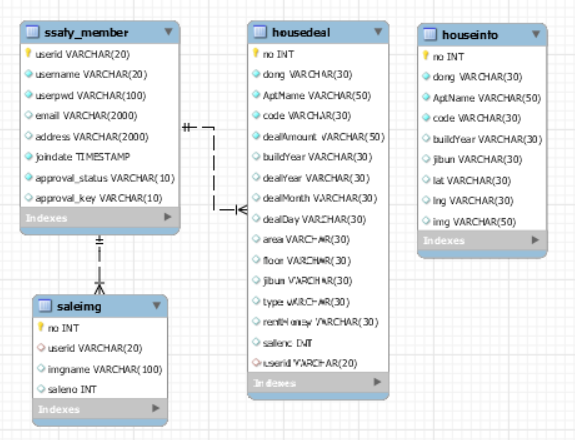 ssafy_member
userid VARCHAR(20)
username VARCHAR(20)
userpwd VARCHAR(100)
email VARCHAR(2000)
address VARCHAR(2000)
joindate TIMESTAMP
approval_status VARCHAR(10)
approval_key VARCHAR(10)
Indexes
housedeal
no INT
dong VARCHAR(30)
AptName VARCHAR(50)
code VARCHAR(30)
dealAmount VARCHAR(50)
buildYear VARCHAR(30)
dealYear VARCHAR(30)
dealMonth VARCHAR(30)
dealDay VARCHAR(30)
area VARCHAR(30)
floor VARCHAR(30)
jibun VARCHAR(30)
type VARCHAR(30)
rentMoney VARCHAR(30)
saleno INT
userid VARCHAR(20)
Indexes
houseinfo
no INT
dong VARCHAR(30)
AptName VARCHAR(50)
code VARCHAR(30)
buildYear VARCHAR(30)
jibun VARCHAR(30)
lat VARCHAR(30)
lng VARCHAR(30)
img VARCHAR(50)
Indexes
saleimg
no INT
userid VARCHAR(20)
imgname VARCHAR(100)
saleno INT
Indexes